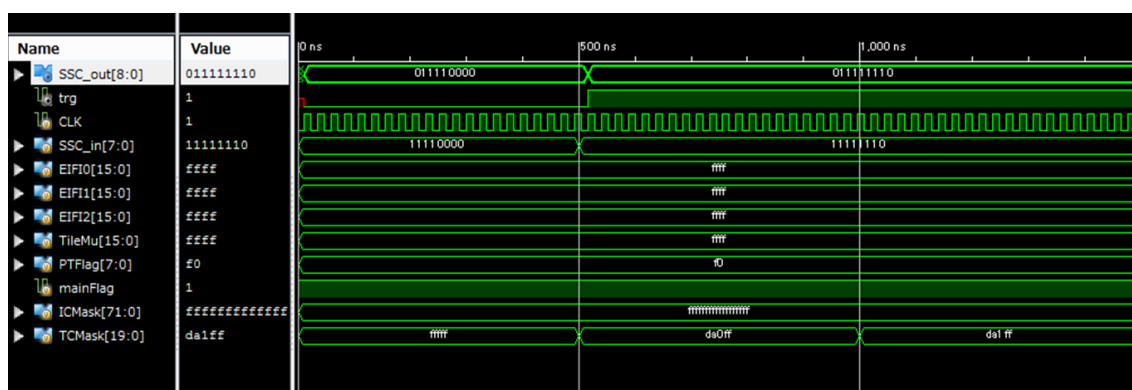 Name Value 0 ns 500 ns 1,000 ns
SSC_out[8:0] 011111110 011110000 011111110
trg 1
CLK 1
SSC_in[7:0] 11111110 11110000 11111110
EIFI0[15:0] ffff ffff
EIFI1[15:0] ffff ffff
EIFI2[15:0] ffff ffff
TileMu[15:0] ffff ffff
PTFlag[7:0] f0 f0
mainFlag 1
ICMask[71:0] fffffffffffff ffffffffffffffffff
TCMask[19:0] da1ff fffff da0ff da1ff